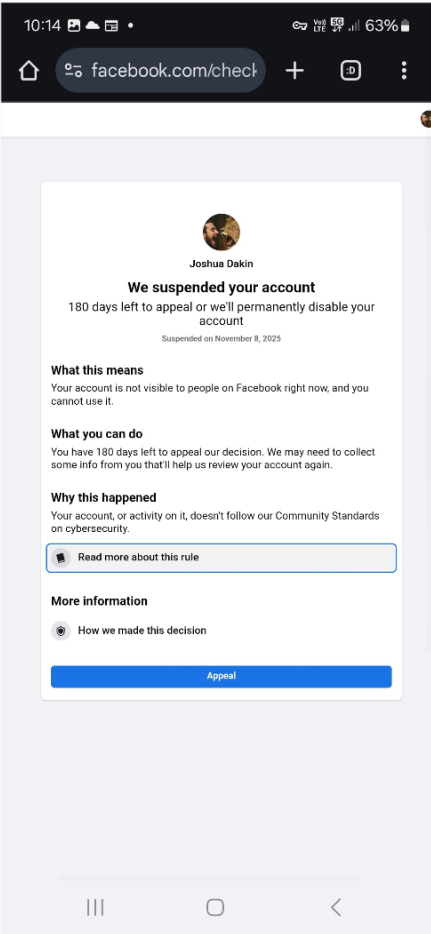 10:14
Vo))
LTE
5G
63%
facebook.com/check
:D
Joshua Dakin
We suspended your account
180 days left to appeal or we'll permanently disable your
account
Suspended on November 8, 2025
What this means
Your account is not visible to people on Facebook right now, and you
cannot use it.
What you can do
You have 180 days left to appeal our decision. We may need to collect
some info from you that'll help us review your account again.
Why this happened
Your account, or activity on it, doesn't follow our Community Standards
on cybersecurity.
Read more about this rule
More information
How we made this decision
Appeal